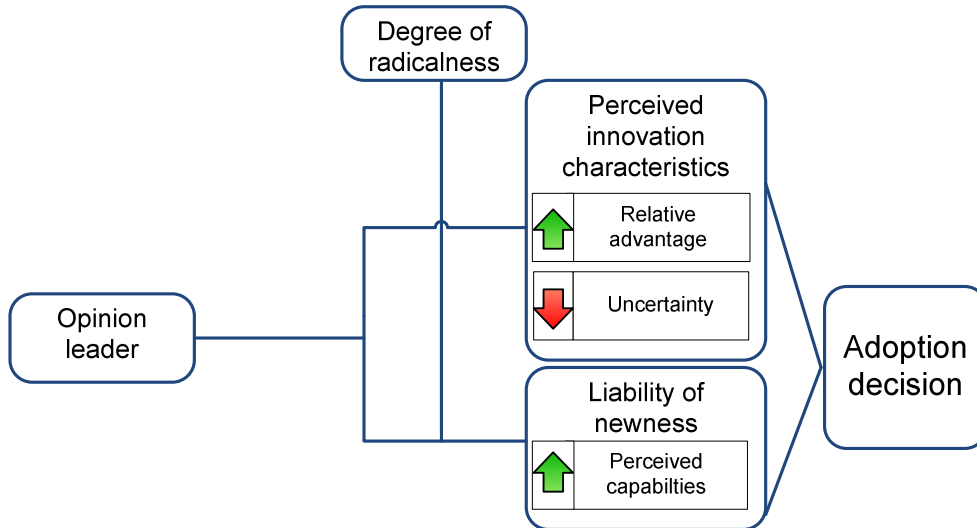 Degree of
radicalness
Perceived
innovation
characteristics
Relative
advantage
Uncertainty
Opinion
leader
Adoption
decision
Liability of
newness
Perceived
capabilties